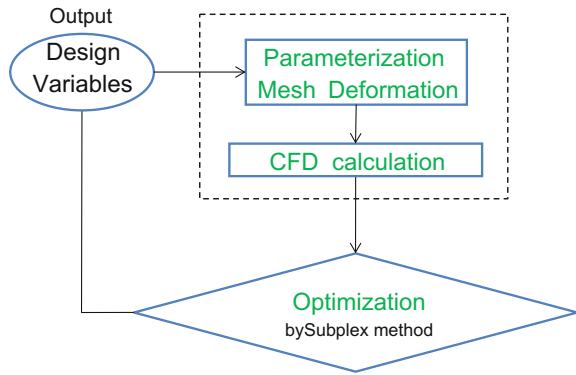 Output
Design
Variables
Parameterization
Mesh Deformation
CFD calculation
Optimization
bySubplex method